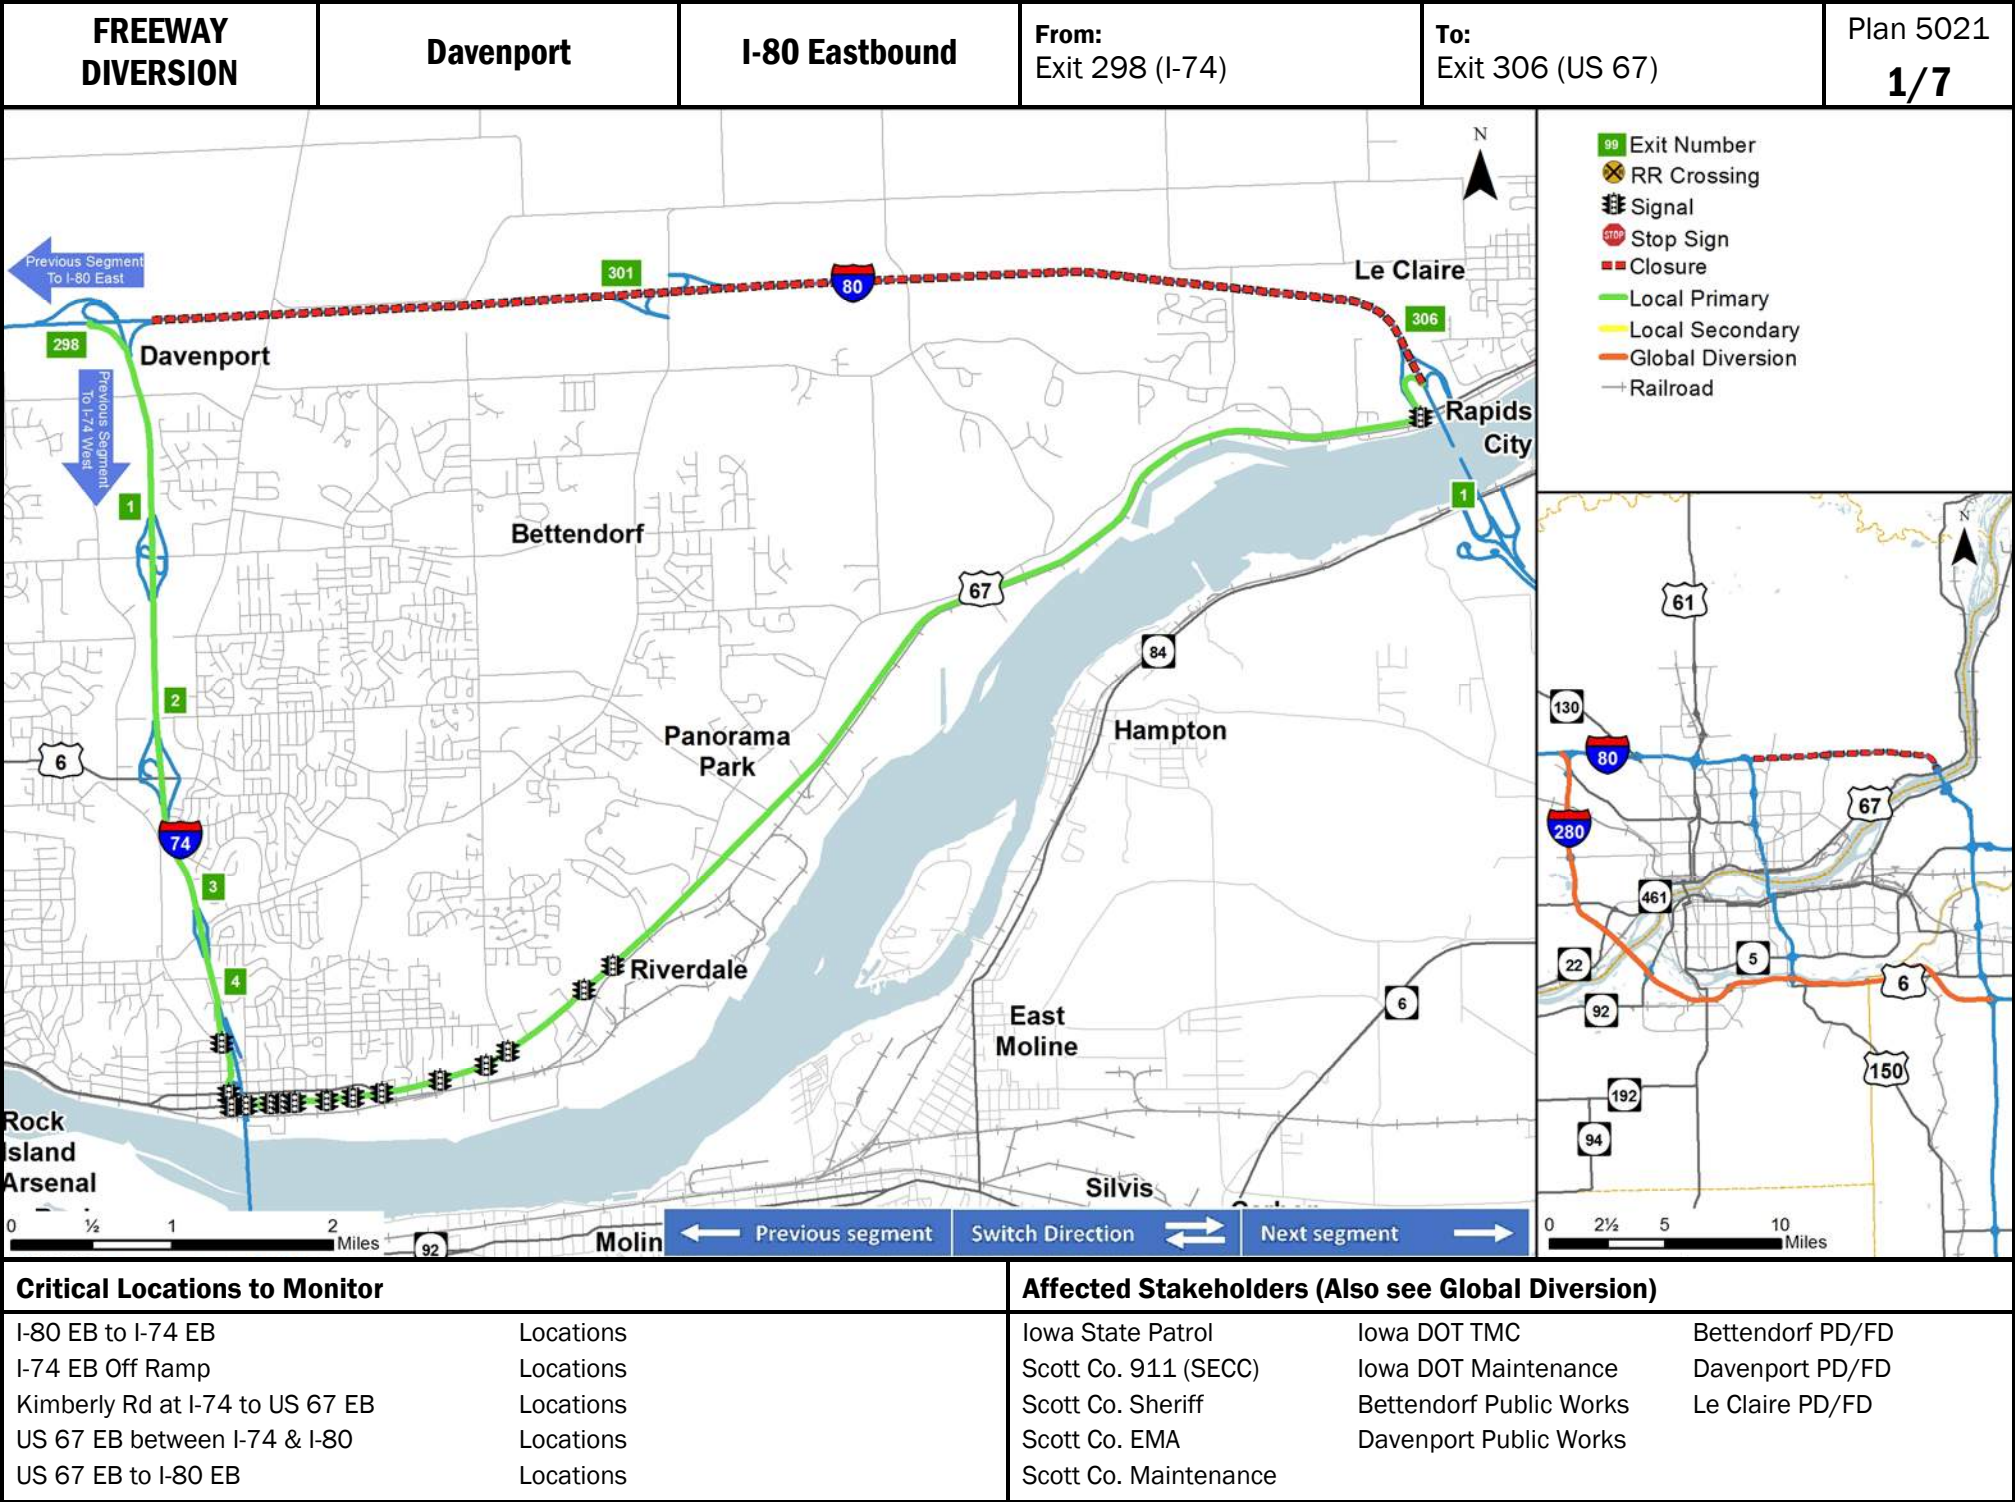 FREEWAY
DIVERSION
Davenport
I-80 Eastbound
From:
Exit 298 (I-74)
To:
Exit 306 (US 67)
Plan 5021
1/7
N
99 Exit Number
RR Crossing
Signal
STOP Stop Sign
Closure
Local Primary
Local Secondary
Global Diversion
Railroad
Previous Segment
To I-80 East
301
80
Le Claire
306
298
Davenport
Previous Segment
To I-74 West
Rapids
City
1
1
Bettendorf
67
84
2
Panorama
Park
Hampton
6
74
3
4
Riverdale
6
East
Moline
Rock
Island
Arsenal
Silvis
0 ½ 1 2
Miles
92
Molin
Previous segment
Switch Direction
Next segment
N
61
130
80
67
280
461
22
5
6
92
150
192
94
0 2½ 5 10
Miles
Critical Locations to Monitor
I-80 EB to I-74 EB Locations
I-74 EB Off Ramp Locations
Kimberly Rd at I-74 to US 67 EB Locations
US 67 EB between I-74 & I-80 Locations
US 67 EB to I-80 EB Locations
Affected Stakeholders (Also see Global Diversion)
Iowa State Patrol Iowa DOT TMC Bettendorf PD/FD
Scott Co. 911 (SECC) Iowa DOT Maintenance Davenport PD/FD
Scott Co. Sheriff Bettendorf Public Works Le Claire PD/FD
Scott Co. EMA Davenport Public Works
Scott Co. Maintenance